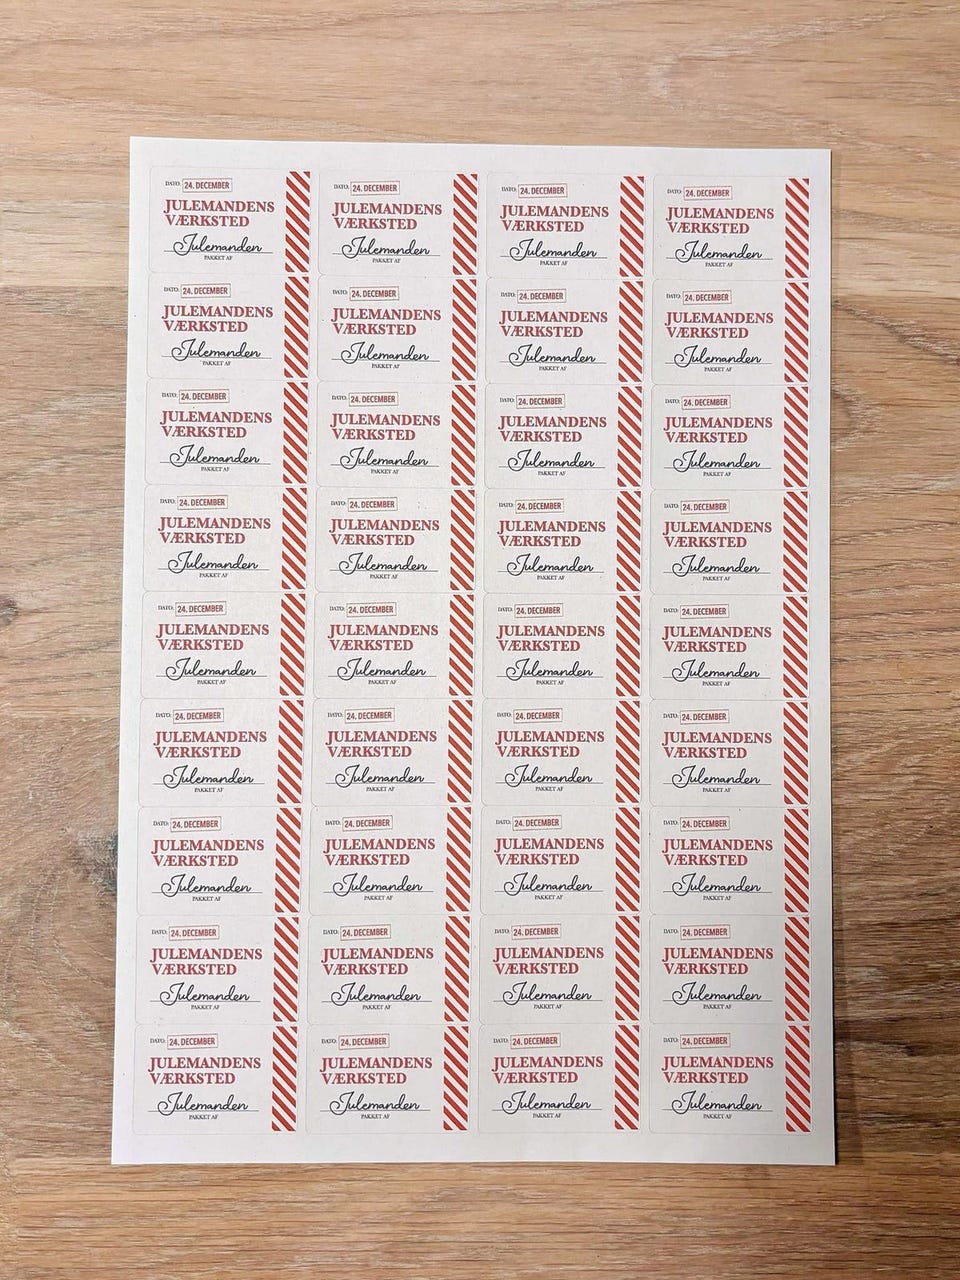 DATO: 24. DECEMBER
JULEMANDENS
VÆRKSTED
Julemanden
PAKKET AF
DATO: 24. DECEMBER
JULEMANDENS
VÆRKSTED
Julemanden
PAKKET AF
DATO: 24. DECEMBER
JULEMANDENS
VÆRKSTED
Julemanden
PAKKET AF
DATO: 24. DECEMBER
JULEMANDENS
VÆRKSTED
Julemanden
PAKKET AF
DATO: 24. DECEMBER
JULEMANDENS
VÆRKSTED
Julemanden
PAKKET AF
DATO: 24. DECEMBER
JULEMANDENS
VÆRKSTED
Julemanden
PAKKET AF
DATO: 24. DECEMBER
JULEMANDENS
VÆRKSTED
Julemanden
PAKKET AF
DATO: 24. DECEMBER
JULEMANDENS
VÆRKSTED
Julemanden
PAKKET AF
DATO: 24. DECEMBER
JULEMANDENS
VÆRKSTED
Julemanden
PAKKET AF
DATO: 24. DECEMBER
JULEMANDENS
VÆRKSTED
Julemanden
PAKKET AF
DATO: 24. DECEMBER
JULEMANDENS
VÆRKSTED
Julemanden
PAKKET AF
DATO: 24. DECEMBER
JULEMANDENS
VÆRKSTED
Julemanden
PAKKET AF
DATO: 24. DECEMBER
JULEMANDENS
VÆRKSTED
Julemanden
PAKKET AF
DATO: 24. DECEMBER
JULEMANDENS
VÆRKSTED
Julemanden
PAKKET AF
DATO: 24. DECEMBER
JULEMANDENS
VÆRKSTED
Julemanden
PAKKET AF
DATO: 24. DECEMBER
JULEMANDENS
VÆRKSTED
Julemanden
PAKKET AF
DATO: 24. DECEMBER
JULEMANDENS
VÆRKSTED
Julemanden
PAKKET AF
DATO: 24. DECEMBER
JULEMANDENS
VÆRKSTED
Julemanden
PAKKET AF
DATO: 24. DECEMBER
JULEMANDENS
VÆRKSTED
Julemanden
PAKKET AF
DATO: 24. DECEMBER
JULEMANDENS
VÆRKSTED
Julemanden
PAKKET AF
DATO: 24. DECEMBER
JULEMANDENS
VÆRKSTED
Julemanden
PAKKET AF
DATO: 24. DECEMBER
JULEMANDENS
VÆRKSTED
Julemanden
PAKKET AF
DATO: 24. DECEMBER
JULEMANDENS
VÆRKSTED
Julemanden
PAKKET AF
DATO: 24. DECEMBER
JULEMANDENS
VÆRKSTED
Julemanden
PAKKET AF
DATO: 24. DECEMBER
JULEMANDENS
VÆRKSTED
Julemanden
PAKKET AF
DATO: 24. DECEMBER
JULEMANDENS
VÆRKSTED
Julemanden
PAKKET AF
DATO: 24. DECEMBER
JULEMANDENS
VÆRKSTED
Julemanden
PAKKET AF
DATO: 24. DECEMBER
JULEMANDENS
VÆRKSTED
Julemanden
PAKKET AF
DATO: 24. DECEMBER
JULEMANDENS
VÆRKSTED
Julemanden
PAKKET AF
DATO: 24. DECEMBER
JULEMANDENS
VÆRKSTED
Julemanden
PAKKET AF
DATO: 24. DECEMBER
JULEMANDENS
VÆRKSTED
Julemanden
PAKKET AF
DATO: 24. DECEMBER
JULEMANDENS
VÆRKSTED
Julemanden
PAKKET AF
DATO: 24. DECEMBER
JULEMANDENS
VÆRKSTED
Julemanden
PAKKET AF
DATO: 24. DECEMBER
JULEMANDENS
VÆRKSTED
Julemanden
PAKKET AF
DATO: 24. DECEMBER
JULEMANDENS
VÆRKSTED
Julemanden
PAKKET AF
DATO: 24. DECEMBER
JULEMANDENS
VÆRKSTED
Julemanden
PAKKET AF